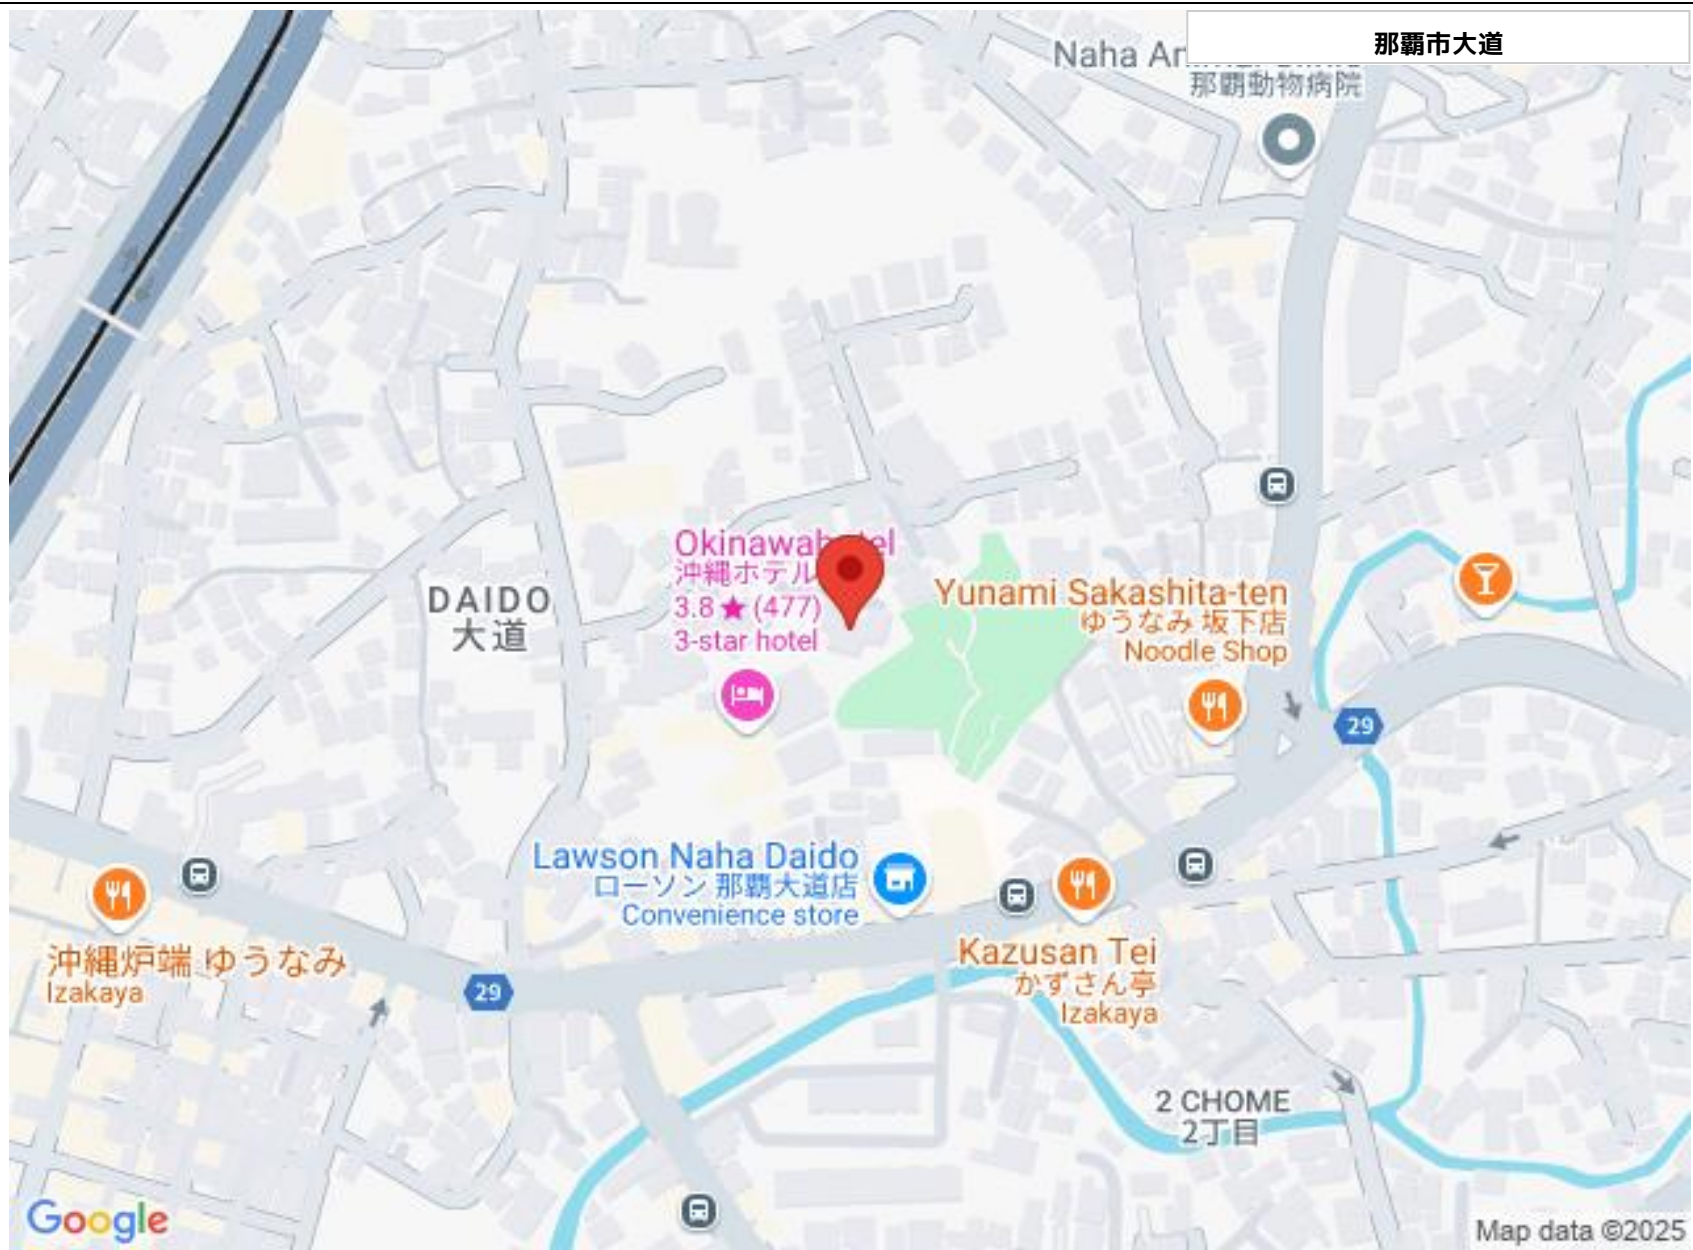 那覇市大道
Naha An
那覇動物病院
Okinawahotel
沖縄ホテル
3.8★(477)
3-star hotel
DAIDO
大道
Yunami Sakashita-ten
ゆうなみ 坂下店
Noodle Shop
29
Lawson Naha Daido
ローソン 那覇大道店
Convenience store
沖縄炉端 ゆうなみ
Izakaya
29
Kazusan Tei
かずさん亭
Izakaya
2 CHOME
2丁目
Google
Map data ©2025